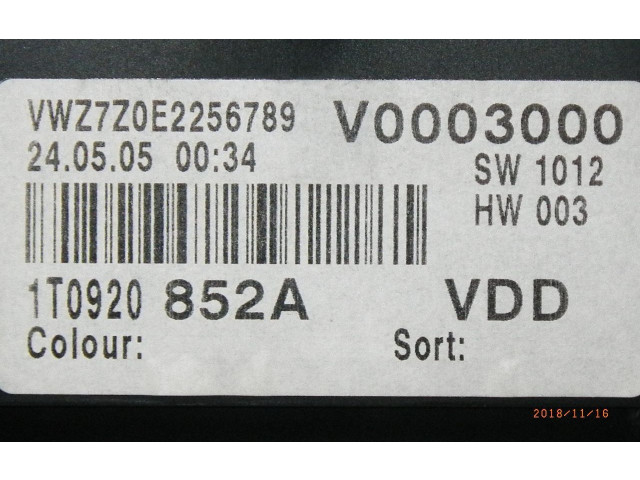 VWZ7Z0E2256789 V0003000
24.05.05 00:34 SW 1012
HW 003
1T0920 852A VDD
Colour: Sort:
2018/11/16